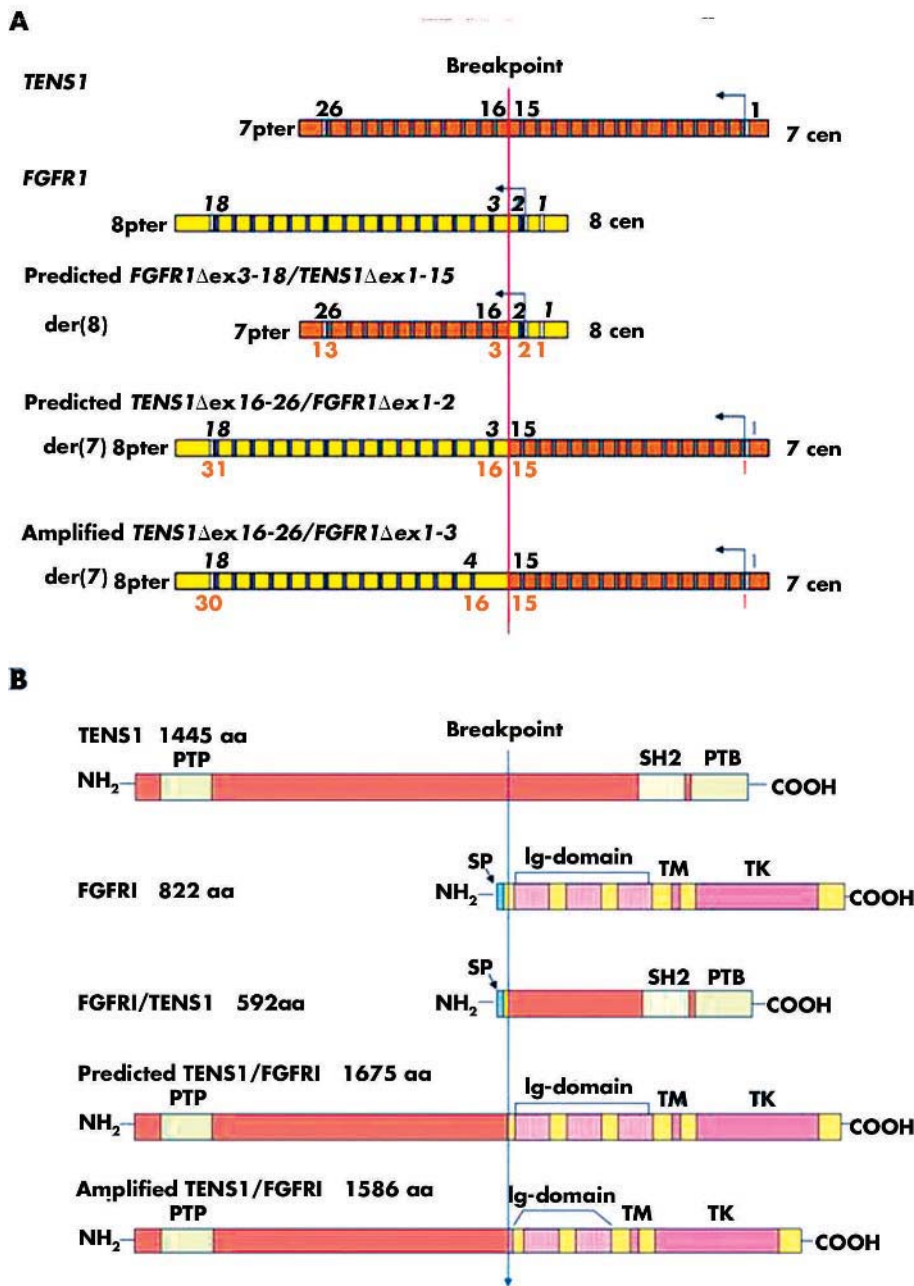 A
Breakpoint
TENS1
26 16 15 1
7pter 7 cen
FGFR1
18 3 2 1
8pter 8 cen
Predicted FGFR1Δex3-18/TENS1Δex1-15
26 16 2 1
der(8) 7pter 8 cen
13 3 2 1
Predicted TENS1Δex16-26/FGFR1Δex1-2
18 3 15 1
der(7) 8pter 7 cen
31 16 15 1
Amplified TENS1Δex16-26/FGFR1Δex1-3
18 4 15 1
der(7) 8pter 7 cen
30 16 15 1
B
TENS1 1445 aa Breakpoint
PTP SH2 PTB
NH2 COOH
SP Ig-domain TM TK
FGFRI 822 aa NH2 COOH
SP SH2 PTB
FGFRI/TENS1 592aa NH2 COOH
Predicted TENS1/FGFRI 1675 aa
PTP Ig-domain TM TK
NH2 COOH
Amplified TENS1/FGFRI 1586 aa
PTP Ig-domain TM TK
NH2 COOH